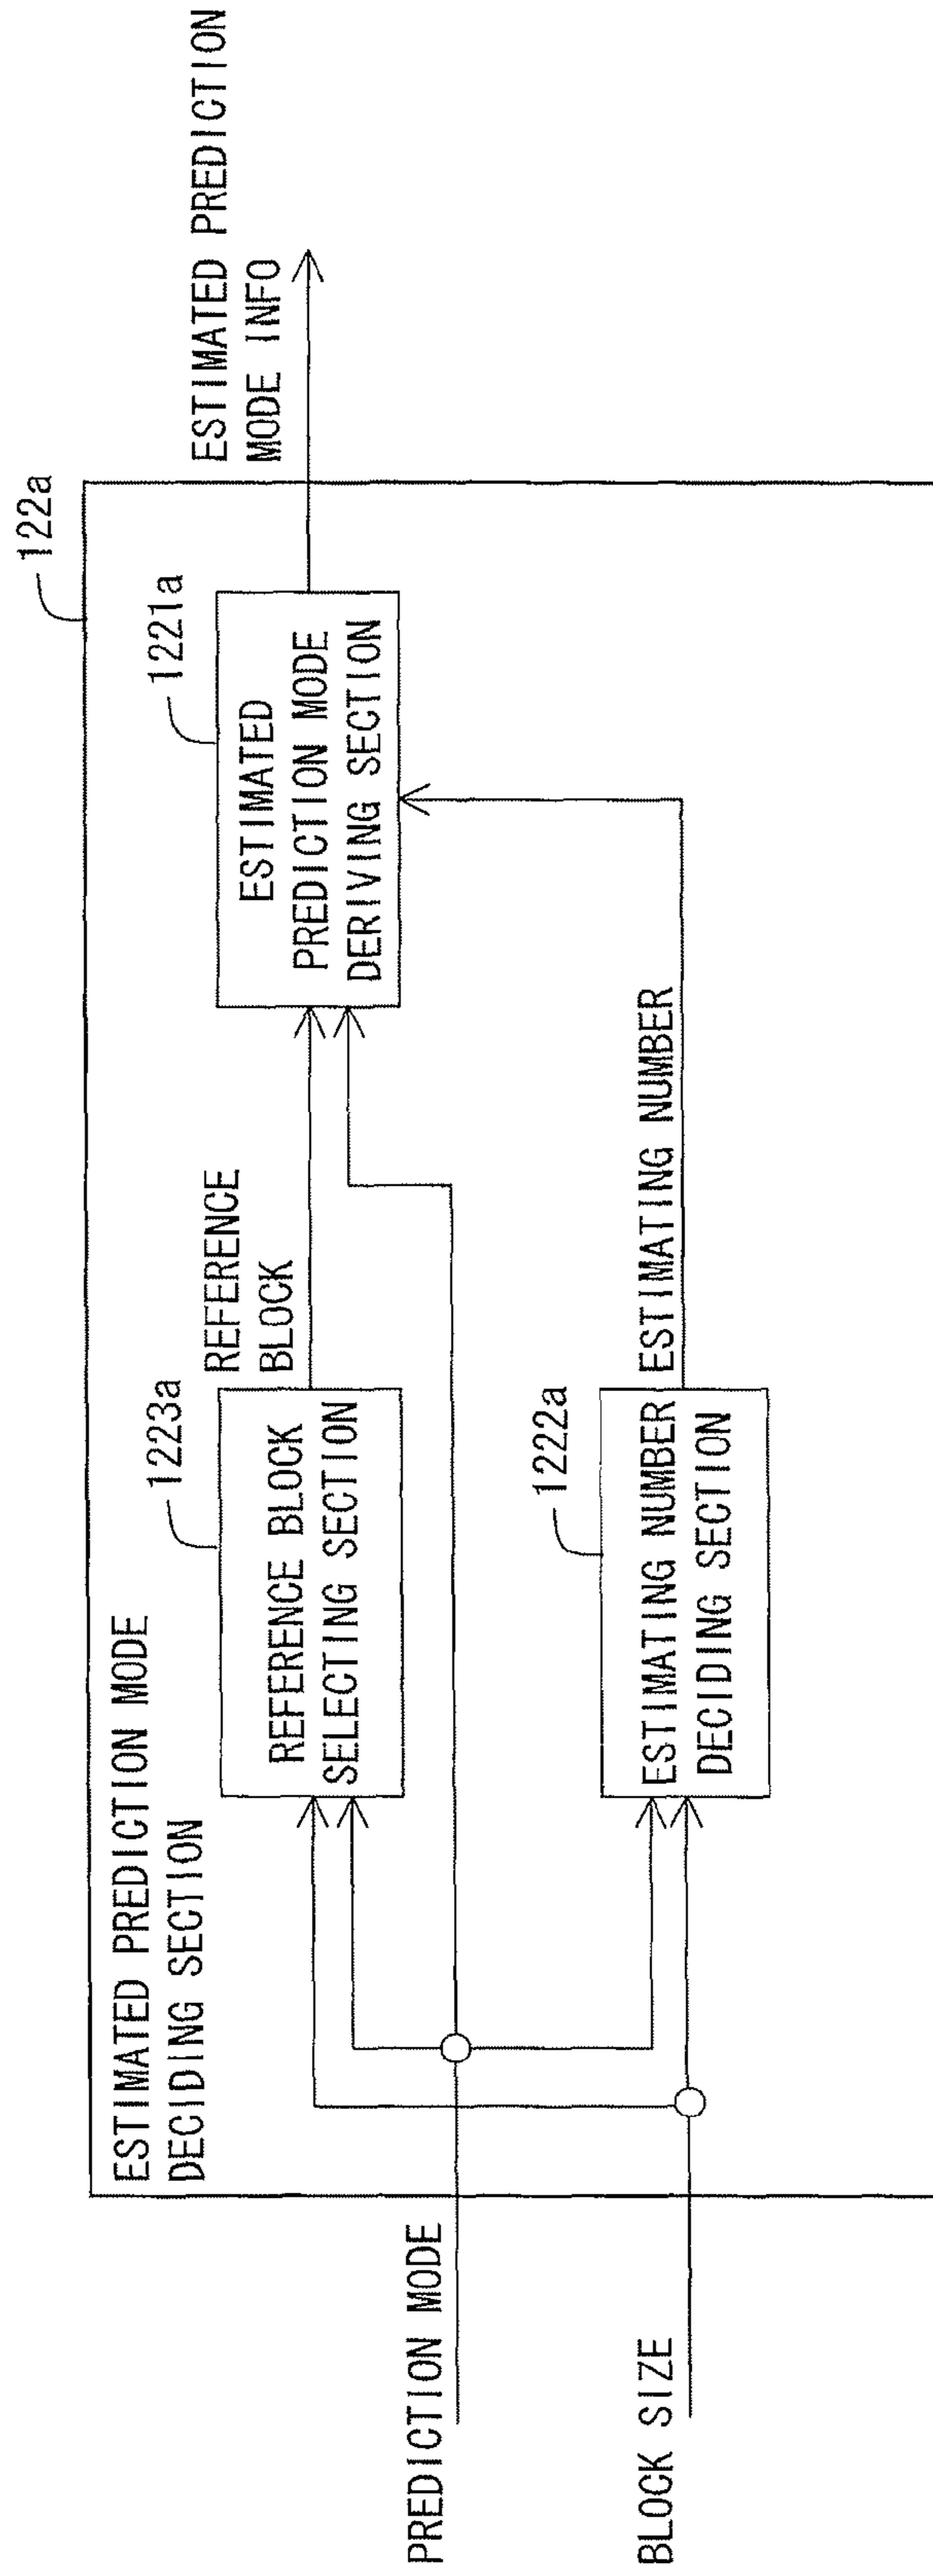 122a
ESTIMATED PREDICTION MODE
DECIDING SECTION
ESTIMATED PREDICTION
MODE INFO
1223a
REFERENCE BLOCK
SELECTING SECTION
REFERENCE
BLOCK
1221a
ESTIMATED
PREDICTION MODE
DERIVING SECTION
PREDICTION MODE
BLOCK SIZE
1222a
ESTIMATING NUMBER
DECIDING SECTION
ESTIMATING NUMBER